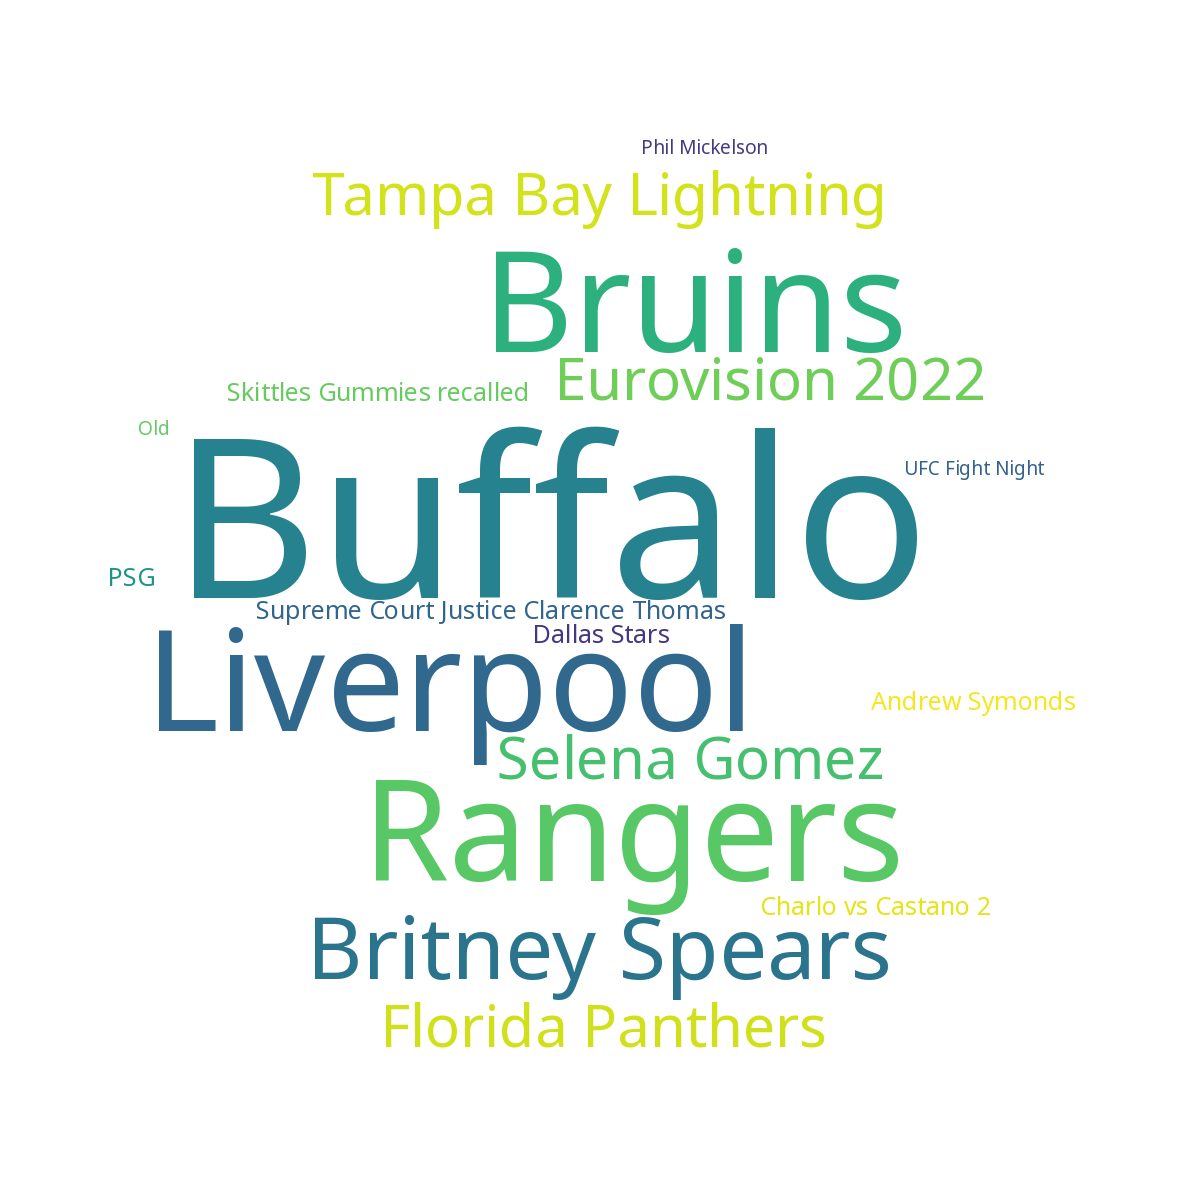 Phil Mickelson
Tampa Bay Lightning
Bruins
Eurovision 2022
Skittles Gummies recalled
Old
Buffalo
UFC Fight Night
PSG
Supreme Court Justice Clarence Thomas
Dallas Stars
Liverpool
Andrew Symonds
Selena Gomez
Rangers
Charlo vs Castano 2
Britney Spears
Florida Panthers